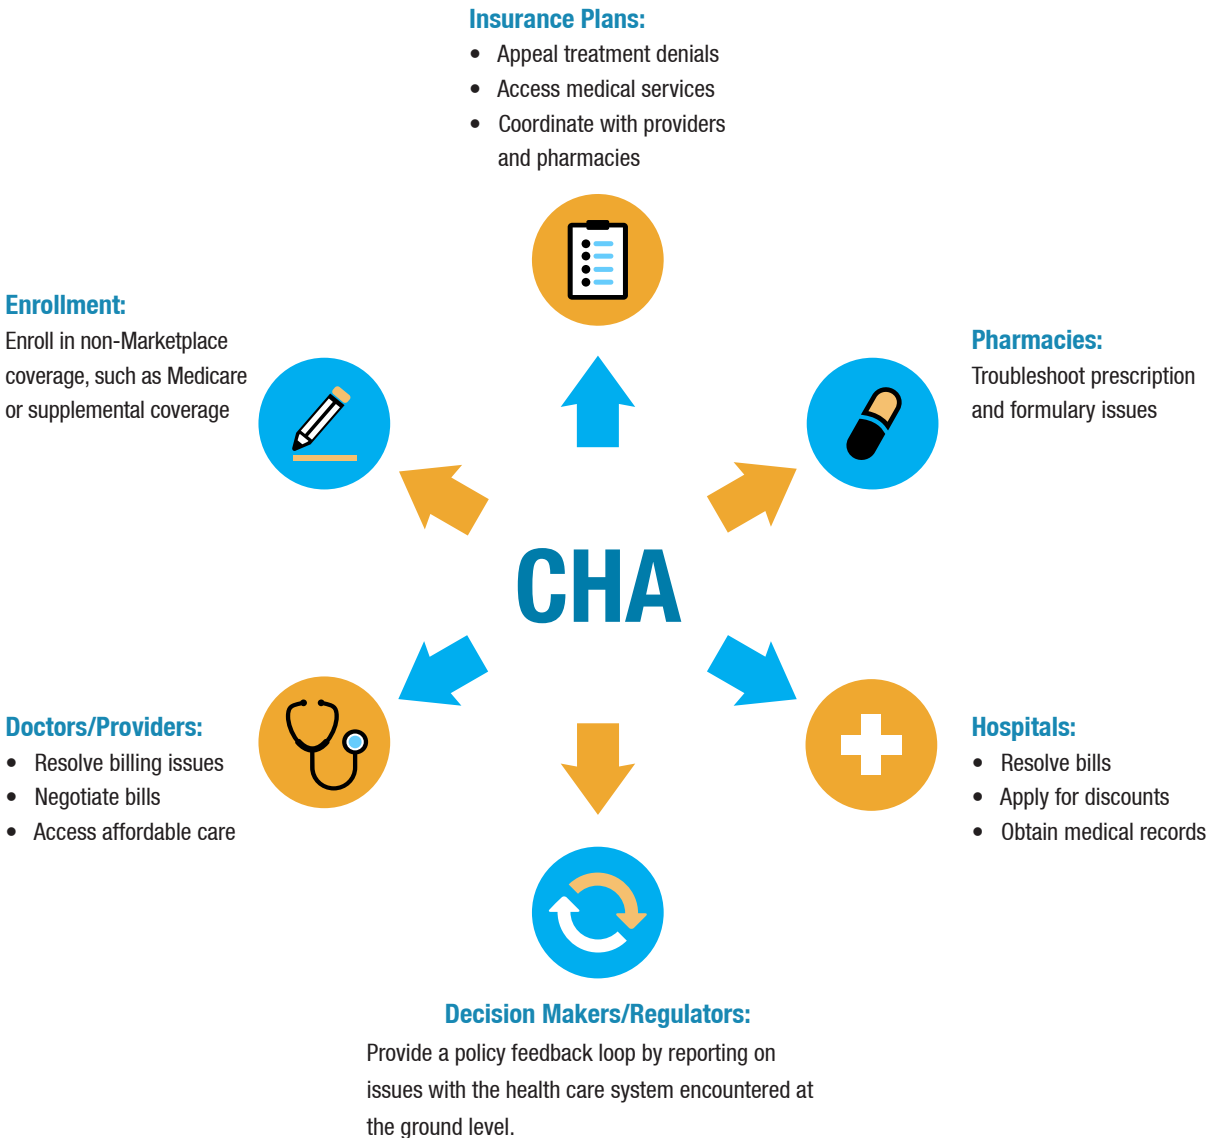 Insurance Plans:
• Appeal treatment denials
• Access medical services
• Coordinate with providers
and pharmacies
Enrollment:
Enroll in non-Marketplace
coverage, such as Medicare
or supplemental coverage
Pharmacies:
Troubleshoot prescription
and formulary issues
CHA
Doctors/Providers:
• Resolve billing issues
• Negotiate bills
• Access affordable care
Hospitals:
• Resolve bills
• Apply for discounts
• Obtain medical records
Decision Makers/Regulators:
Provide a policy feedback loop by reporting on
issues with the health care system encountered at
the ground level.